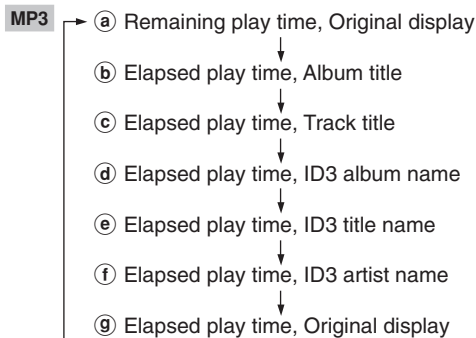 MP3 ⓐ Remaining play time, Original display
ⓑ Elapsed play time, Album title
ⓒ Elapsed play time, Track title
ⓓ Elapsed play time, ID3 album name
ⓔ Elapsed play time, ID3 title name
ⓕ Elapsed play time, ID3 artist name
ⓖ Elapsed play time, Original display